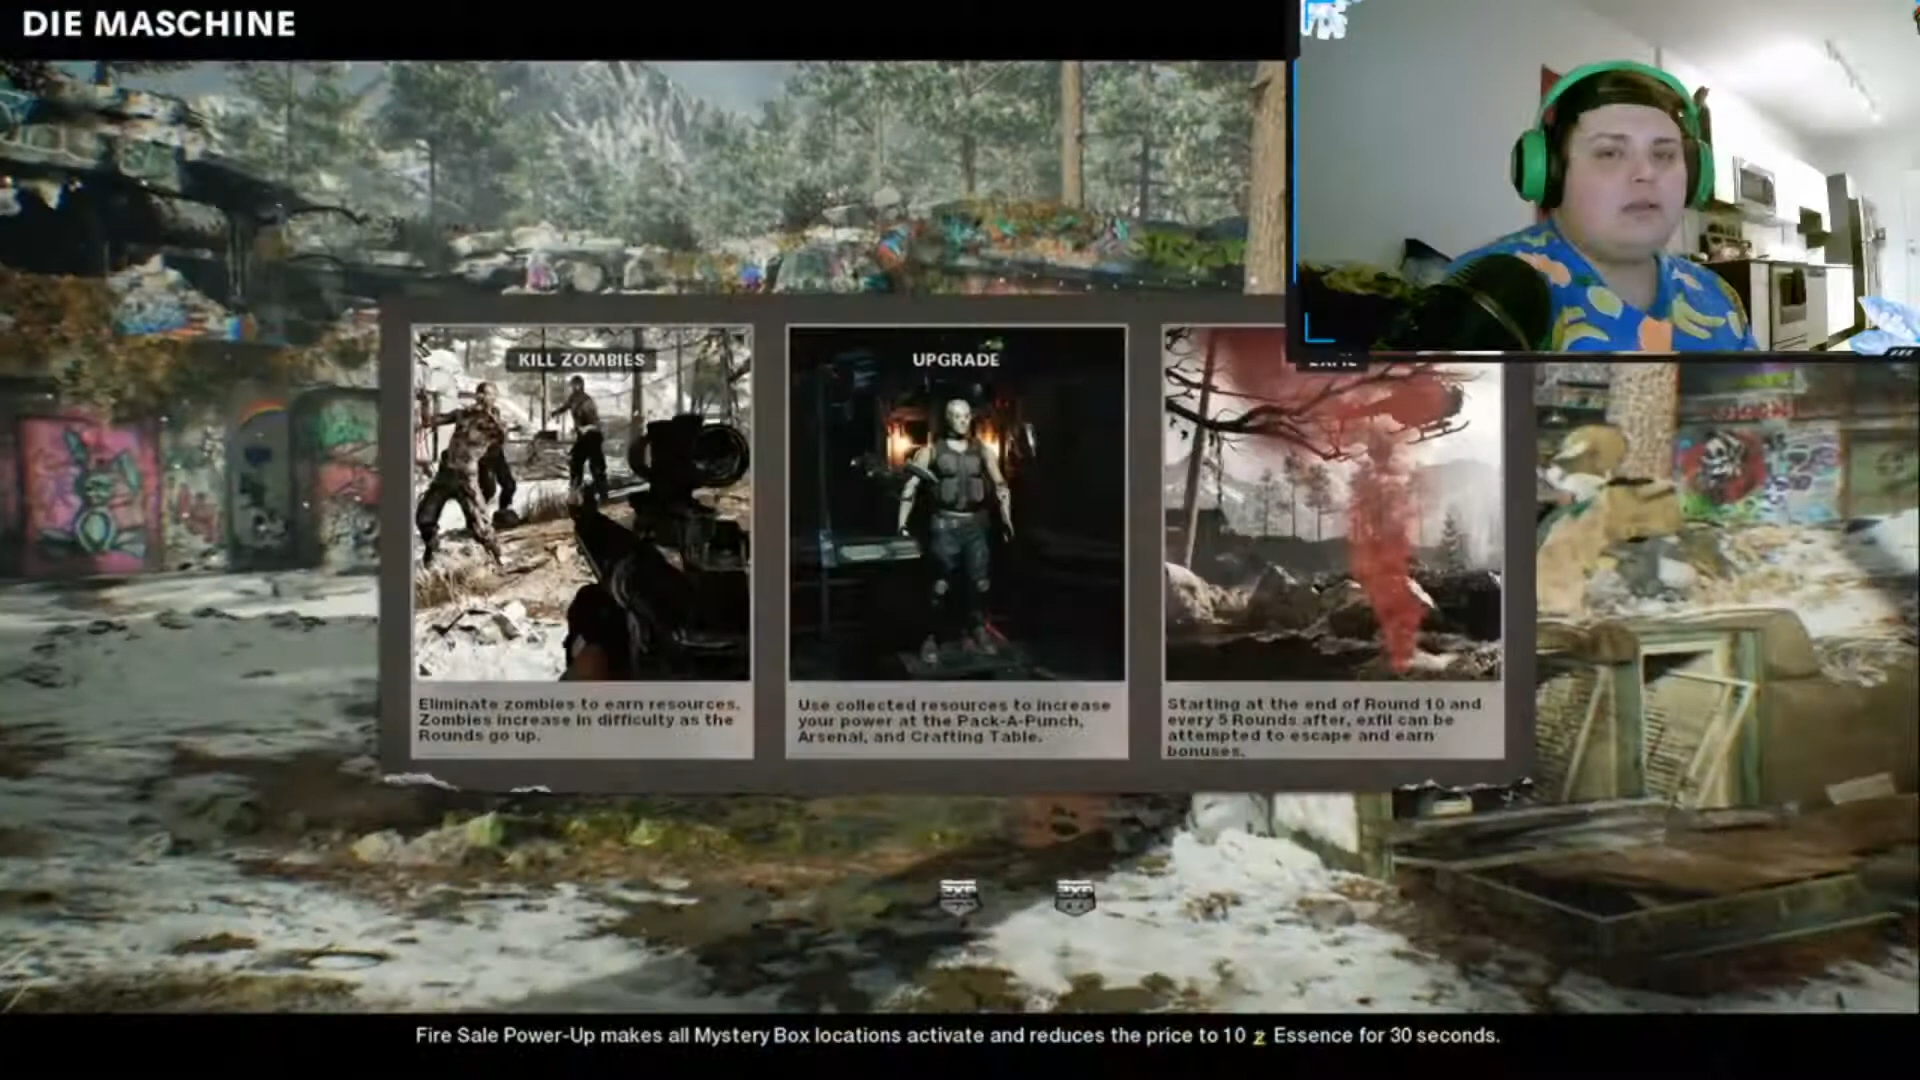 DIE MASCHINE
KILL ZOMBIES
Eliminate zombies to earn resources.
Zombies increase in difficulty as the
Rounds go up.
UPGRADE
Use collected resources to increase
your power at the Pack-A-Punch,
Arsenal, and Crafting Table.
Starting at the end of Round 10 and
every 5 Rounds after, exfil can be
attempted to escape and earn
bonuses.
2XP
2XP
Fire Sale Power-Up makes all Mystery Box locations activate and reduces the price to 10 Essence for 30 seconds.